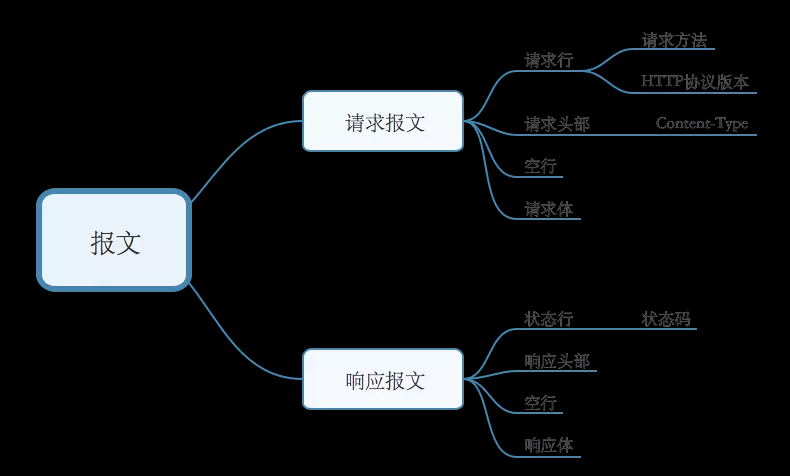 报文
请求报文
请求行
请求方法
HTTP协议版本
请求头部
Content-Type
空行
请求体
响应报文
状态行
状态码
响应头部
空行
响应体